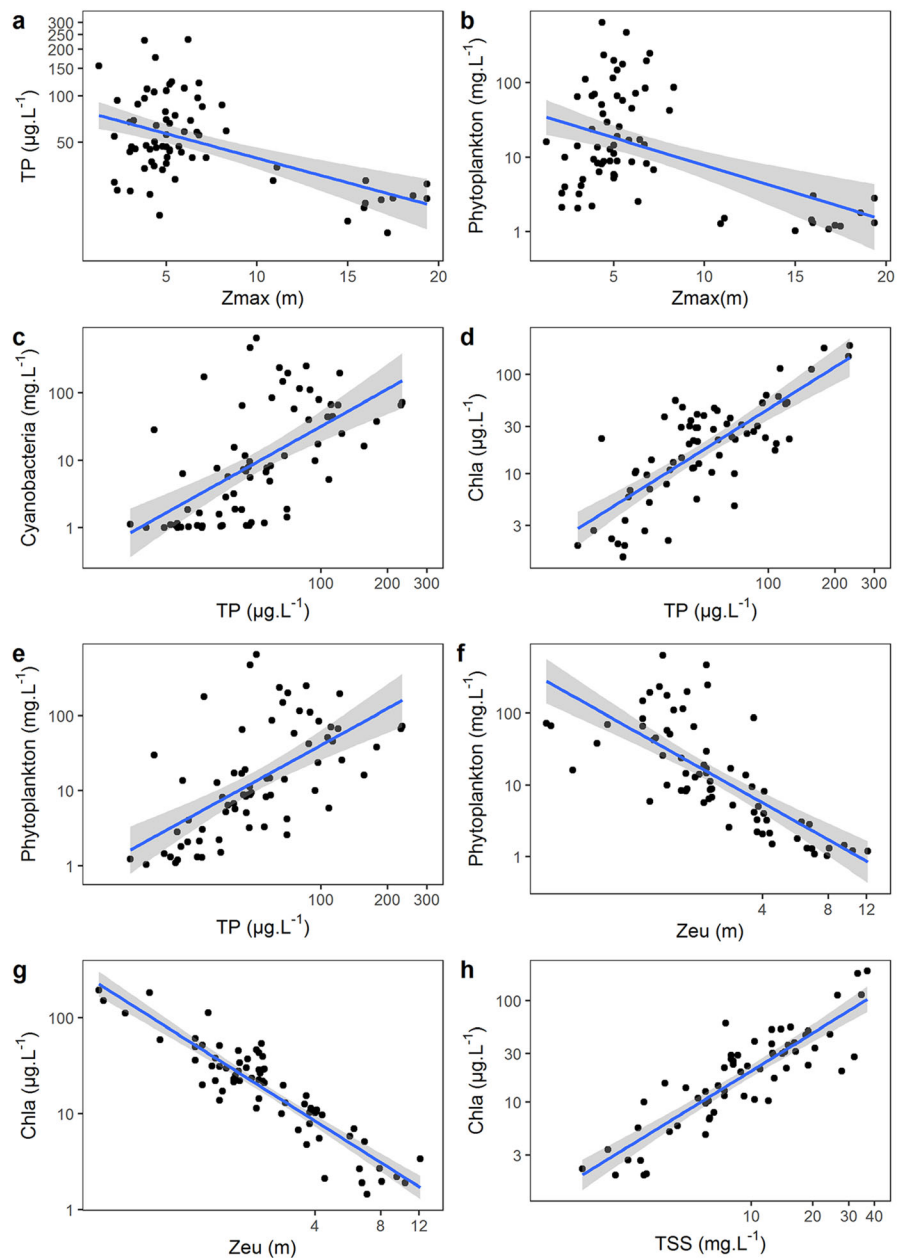 a
300
250
200
150
100
50
TP (µg.L⁻¹)
5
10
15
20
Zmax (m)
b
100
10
1
Phytoplankton (mg.L⁻¹)
5
10
15
20
Zmax(m)
c
100
10
1
Cyanobacteria (mg.L⁻¹)
100
200
300
TP (µg.L⁻¹)
d
100
30
10
3
Chla (µg.L⁻¹)
100
200
300
TP (µg.L⁻¹)
e
100
10
1
Phytoplankton (mg.L⁻¹)
100
200
300
TP (µg.L⁻¹)
f
100
10
1
Phytoplankton (mg.L⁻¹)
4
8
12
Zeu (m)
g
100
10
1
Chla (µg.L⁻¹)
4
8
12
Zeu (m)
h
100
30
10
3
Chla (µg.L⁻¹)
10
20
30
40
TSS (mg.L⁻¹)